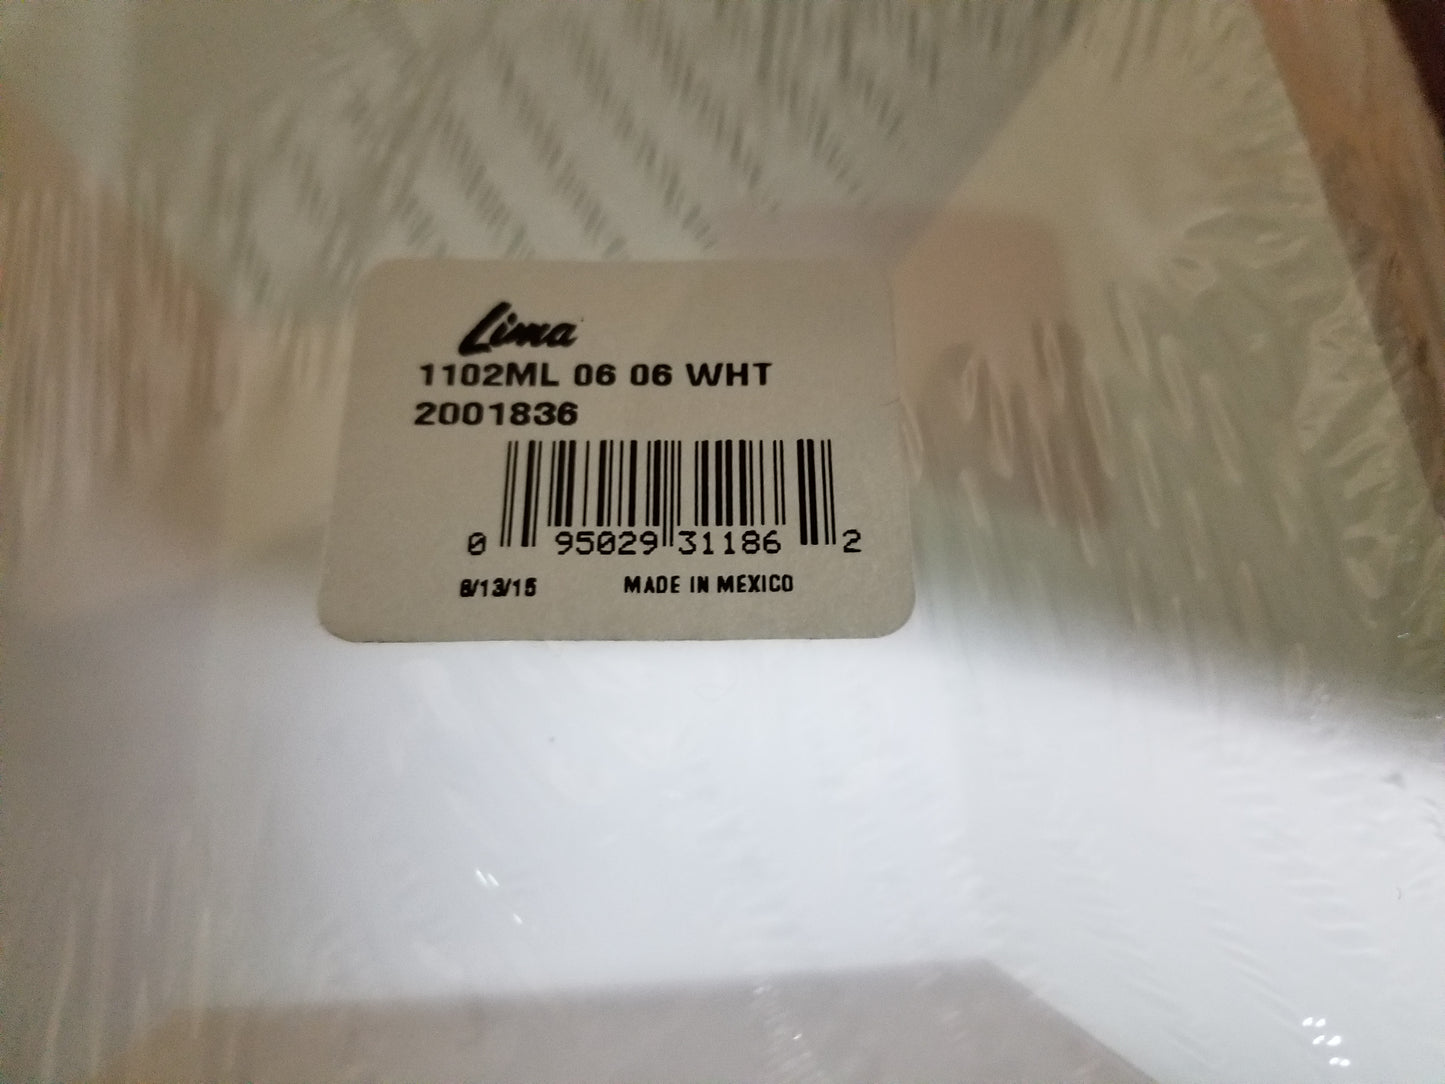 Lima
1102ML 06 06 WHT
2001836
0 95029 31186 2
8/13/15 MADE IN MEXICO